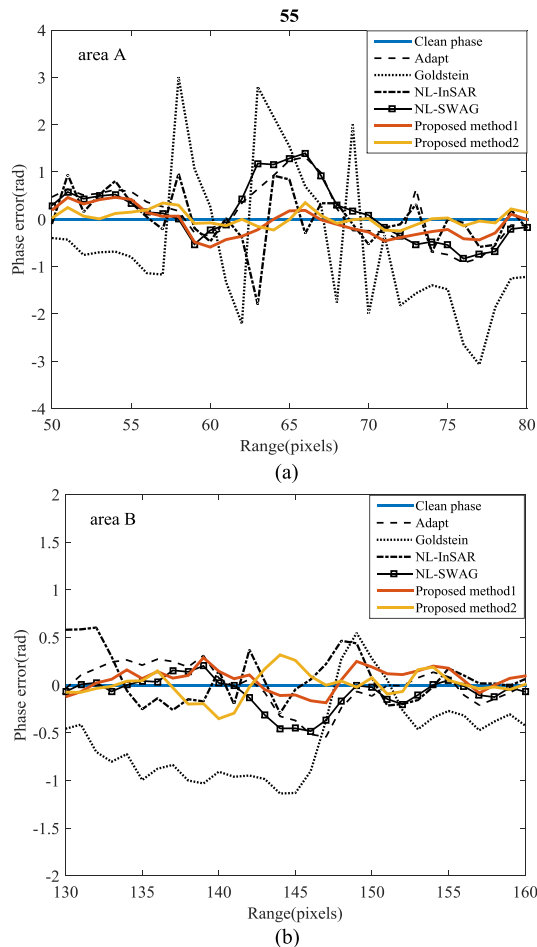 55
area A
Clean phase
Adapt
Goldstein
NL-InSAR
NL-SWAG
Proposed method1
Proposed method2
4
3
2
1
0
-1
-2
-3
-4
Phase error(rad)
50
55
60
65
70
75
80
Range(pixels)
(a)
area B
Clean phase
Adapt
Goldstein
NL-InSAR
NL-SWAG
Proposed method1
Proposed method2
2
1.5
1
0.5
0
-0.5
-1
-1.5
-2
Phase error(rad)
130
135
140
145
150
155
160
Range(pixels)
(b)